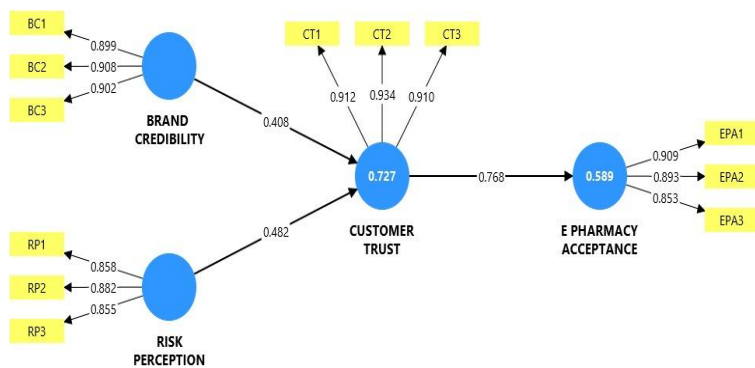 BC1
0.899
BC2
0.908
BC3
0.902
BRAND
CREDIBILITY
0.408
CT1
CT2
CT3
0.912
0.934
0.910
0.727
CUSTOMER
TRUST
0.768
0.589
E PHARMACY
ACCEPTANCE
EPA1
0.909
EPA2
0.893
EPA3
0.853
0.482
RP1
0.858
RP2
0.882
RP3
0.855
RISK
PERCEPTION